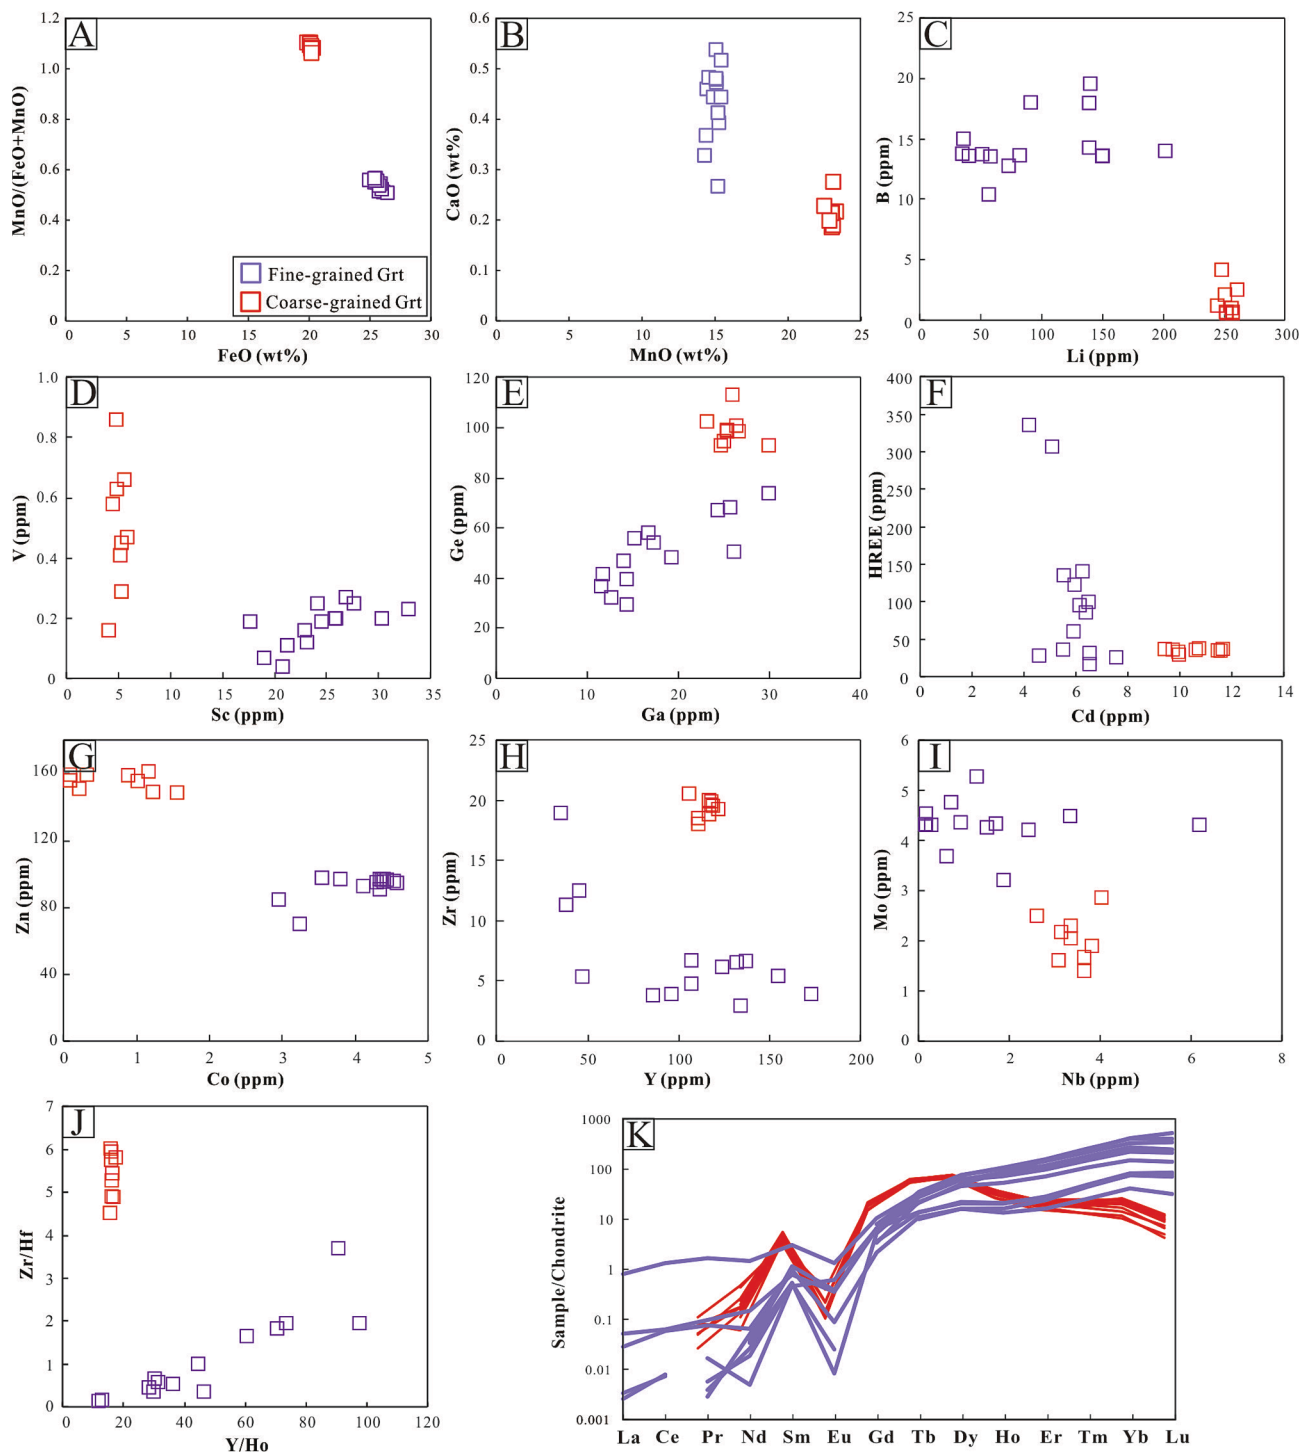 A
1.2
1.0
0.8
0.6
0.4
0.2
0
MnO/(FeO+MnO)
Fine-grained Grt
Coarse-grained Grt
0 5 10 15 20 25 30
FeO (wt%)
B
0.6
0.5
0.4
0.3
0.2
0.1
0
CaO (wt%)
0 5 10 15 20 25
MnO (wt%)
C
25
20
15
10
5
0
B (ppm)
0 50 100 150 200 250 300
Li (ppm)
D
1.0
0.8
0.6
0.4
0.2
0
V (ppm)
0 5 10 15 20 25 30 35
Sc (ppm)
E
120
100
80
60
40
20
0
Ge (ppm)
0 10 20 30 40
Ga (ppm)
F
400
350
300
250
200
150
100
50
0
HREE (ppm)
0 2 4 6 8 10 12 14
Cd (ppm)
G
160
120
80
40
0
Zn (ppm)
0 1 2 3 4 5
Co (ppm)
H
25
20
15
10
5
0
Zr (ppm)
0 50 100 150 200
Y (ppm)
I
6
5
4
3
2
1
0
Mo (ppm)
0 2 4 6 8
Nb (ppm)
J
7
6
5
4
3
2
1
0
Zr/Hf
0 20 40 60 80 100 120
Y/Ho
K
1000
100
10
1
0.1
0.01
0.001
Sample/Chondrite
La Ce Pr Nd Sm Eu Gd Tb Dy Ho Er Tm Yb Lu